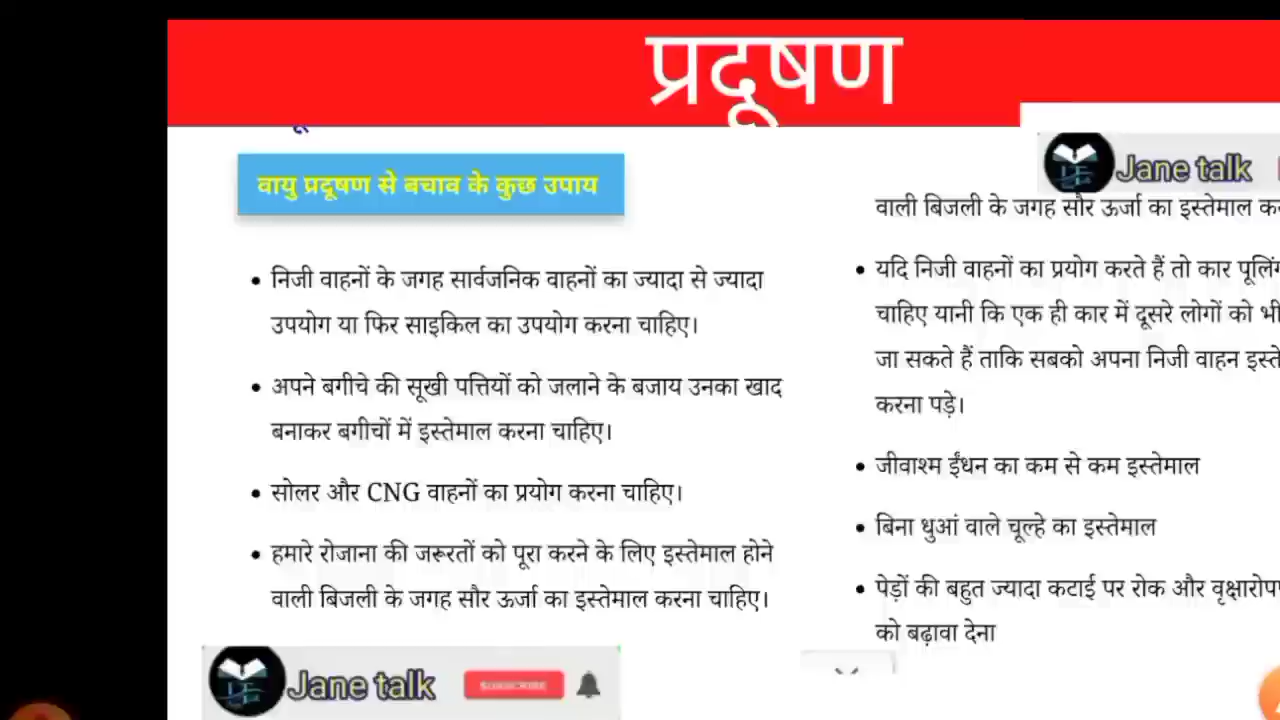 प्रदूषण
वायु प्रदूषण से बचाव के कुछ उपाय
• निजी वाहनों के जगह सार्वजनिक वाहनों का ज्यादा से ज्यादा
उपयोग या फिर साइकिल का उपयोग करना चाहिए।
• अपने बगीचे की सूखी पत्तियों को जलाने के बजाय उनका खाद
बनाकर बगीचों में इस्तेमाल करना चाहिए।
• सोलर और CNG वाहनों का प्रयोग करना चाहिए।
• हमारे रोजाना की जरूरतों को पूरा करने के लिए इस्तेमाल होने
वाली बिजली के जगह सौर ऊर्जा का इस्तेमाल करना चाहिए।
Jane talk
SUBSCRIBE
Jane talk
वाली बिजली के जगह सौर ऊर्जा का इस्तेमाल
• यदि निजी वाहनों का प्रयोग करते हैं तो कार
चाहिए यानी कि एक ही कार में दूसरे लोगों को भी
जा सकते हैं ताकि सबको अपना निजी वाहन
करना पड़े।
• जीवाश्म ईंधन का कम से कम इस्तेमाल
• बिना धुआं वाले चूल्हे का इस्तेमाल
• पेड़ों की बहुत ज्यादा कटाई पर रोक और
को बढ़ावा देना